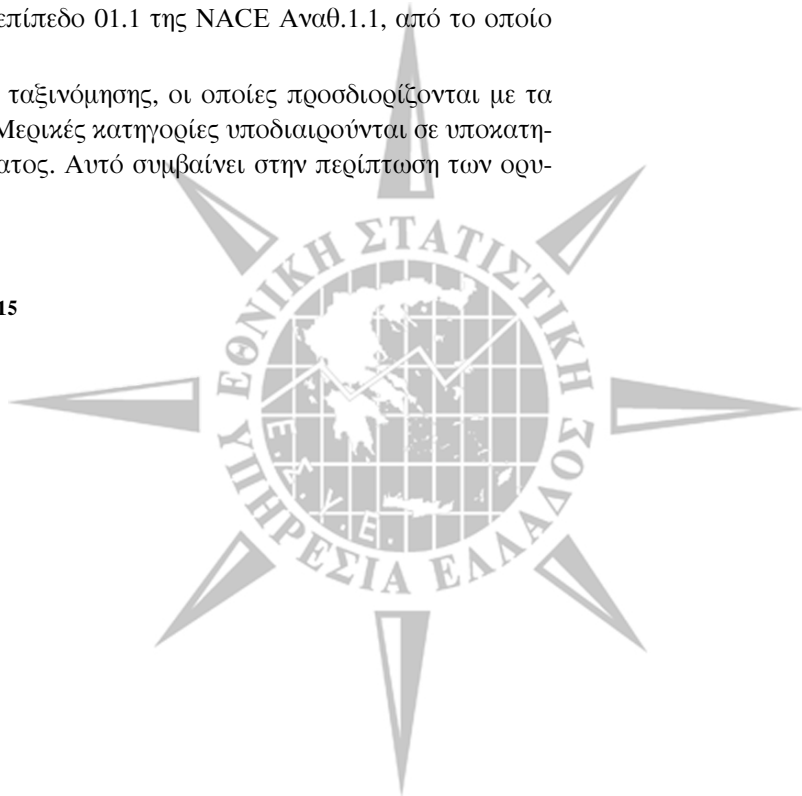 επίπεδο 01.1 της NACE Αναθ.1.1, από το οποίο
ταξινόμησης, οι οποίες προσδιορίζονται με τα
Μερικές κατηγορίες υποδιαιρούνται σε υποκατη-
ατος. Αυτό συμβαίνει στην περίπτωση των ορυ-
15
ΕΘΝΙΚΗ ΣΤΑΤΙΣΤΙΚΗ
ΥΠΗΡΕΣΙΑ ΕΛΛΑΔΟΣ
Ε.Σ.Υ.Ε.